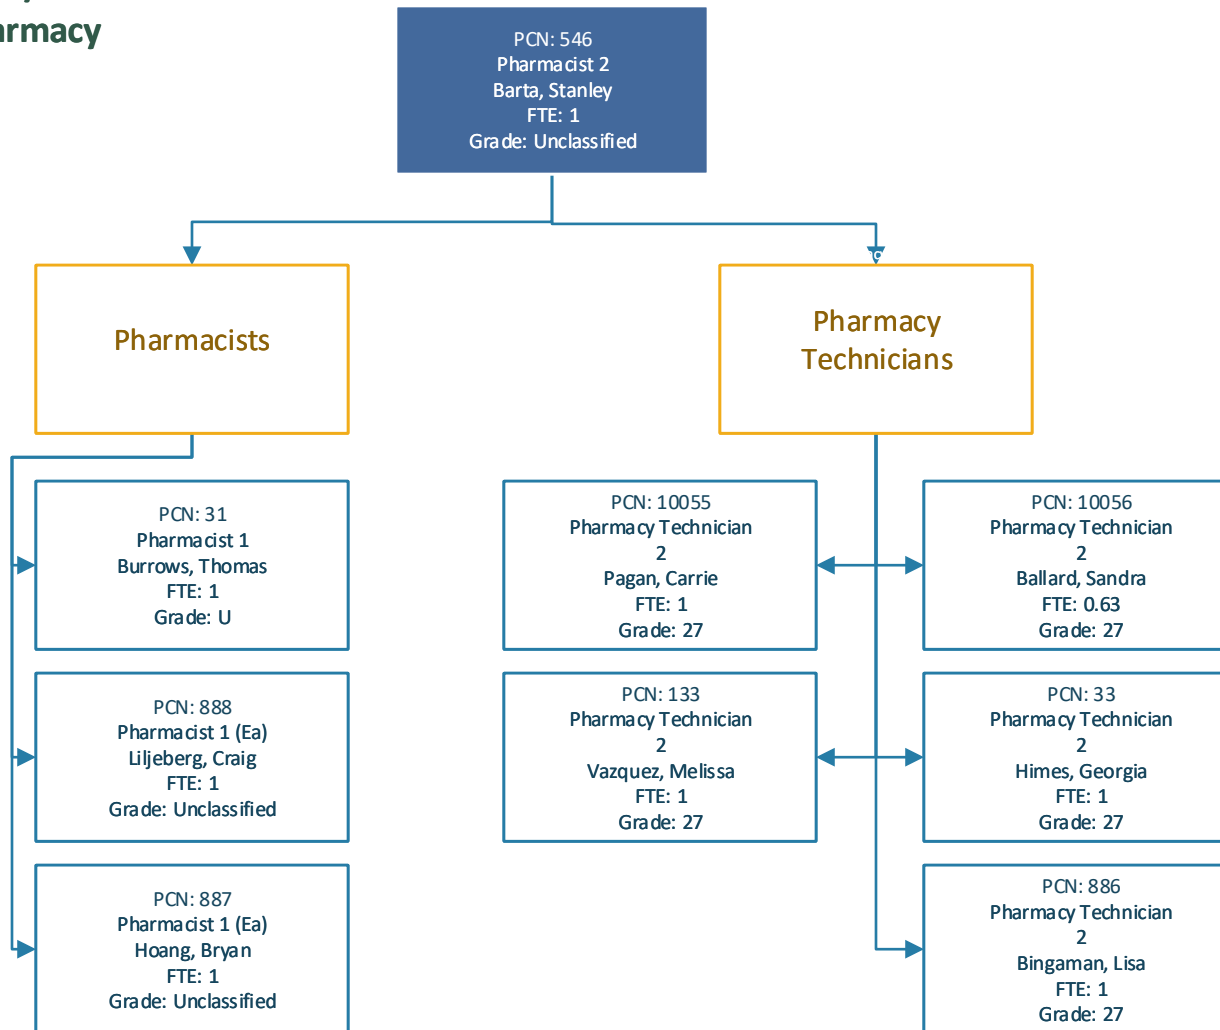 PCN: 546
Pharmacist 2
Barta, Stanley
FTE: 1
Grade: Unclassified
Pharmacists
Pharmacy
Technicians
PCN: 31
Pharmacist 1
Burrows, Thomas
FTE: 1
Grade: U
PCN: 888
Pharmacist 1 (Ea)
Liljeberg, Craig
FTE: 1
Grade: Unclassified
PCN: 887
Pharmacist 1 (Ea)
Hoang, Bryan
FTE: 1
Grade: Unclassified
PCN: 10055
Pharmacy Technician
2
Pagan, Carrie
FTE: 1
Grade: 27
PCN: 10056
Pharmacy Technician
2
Ballard, Sandra
FTE: 0.63
Grade: 27
PCN: 133
Pharmacy Technician
2
Vazquez, Melissa
FTE: 1
Grade: 27
PCN: 33
Pharmacy Technician
2
Himes, Georgia
FTE: 1
Grade: 27
PCN: 886
Pharmacy Technician
2
Bingaman, Lisa
FTE: 1
Grade: 27